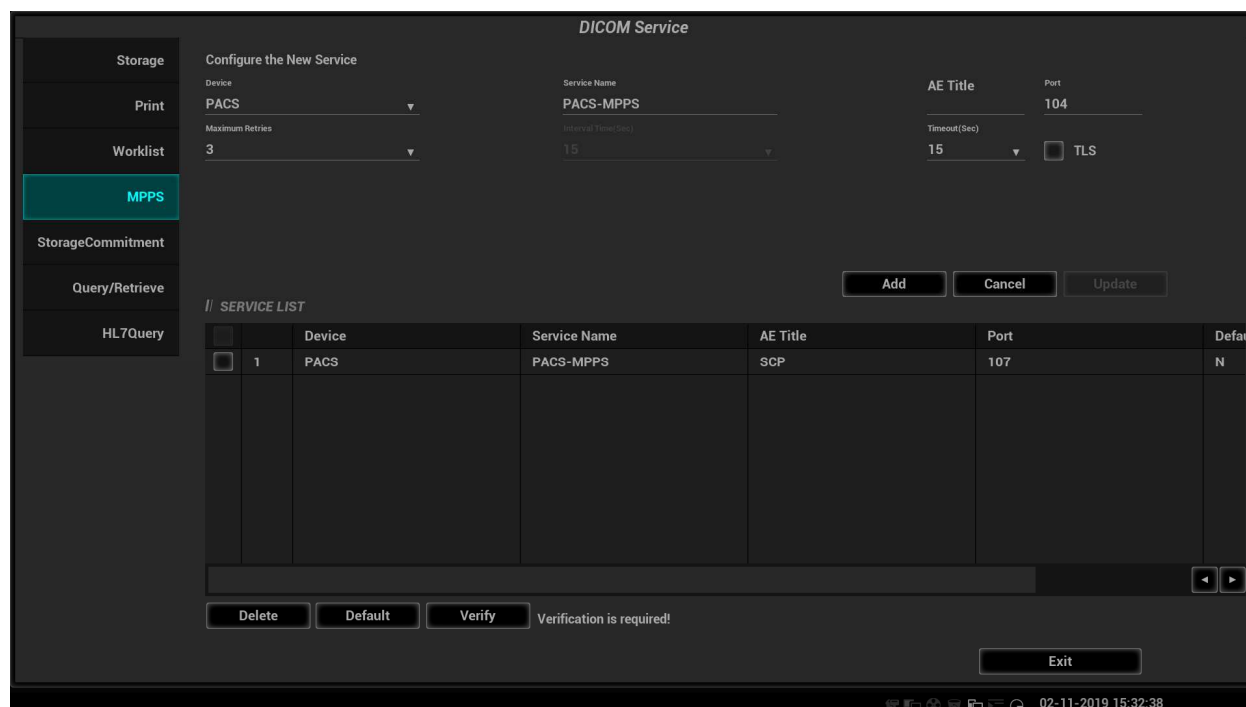 DICOM Service
Storage
Print
Worklist
MPPS
StorageCommitment
Query/Retrieve
HL7Query
Configure the New Service
Device
PACS
Service Name
PACS-MPPS
AE Title
Port
104
Maximum Retries
3
Interval Time(Sec)
15
Timeout(Sec)
15
TLS
Add Cancel Update
// SERVICE LIST
Device Service Name AE Title Port Defau
1 PACS PACS-MPPS SCP 107 N
Delete Default Verify Verification is required!
Exit
02-11-2019 15:32:38